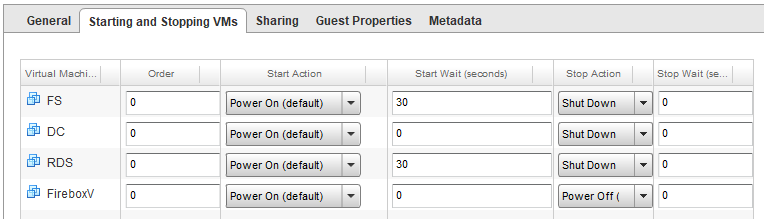 General Starting and Stopping VMs Sharing Guest Properties Metadata
Virtual Machi... Order Start Action Start Wait (seconds) Stop Action Stop Wait (se...
FS 0 Power On (default) 30 Shut Down 0
DC 0 Power On (default) 0 Shut Down 0
RDS 0 Power On (default) 30 Shut Down 0
FireboxV 0 Power On (default) 0 Power Off ( 0